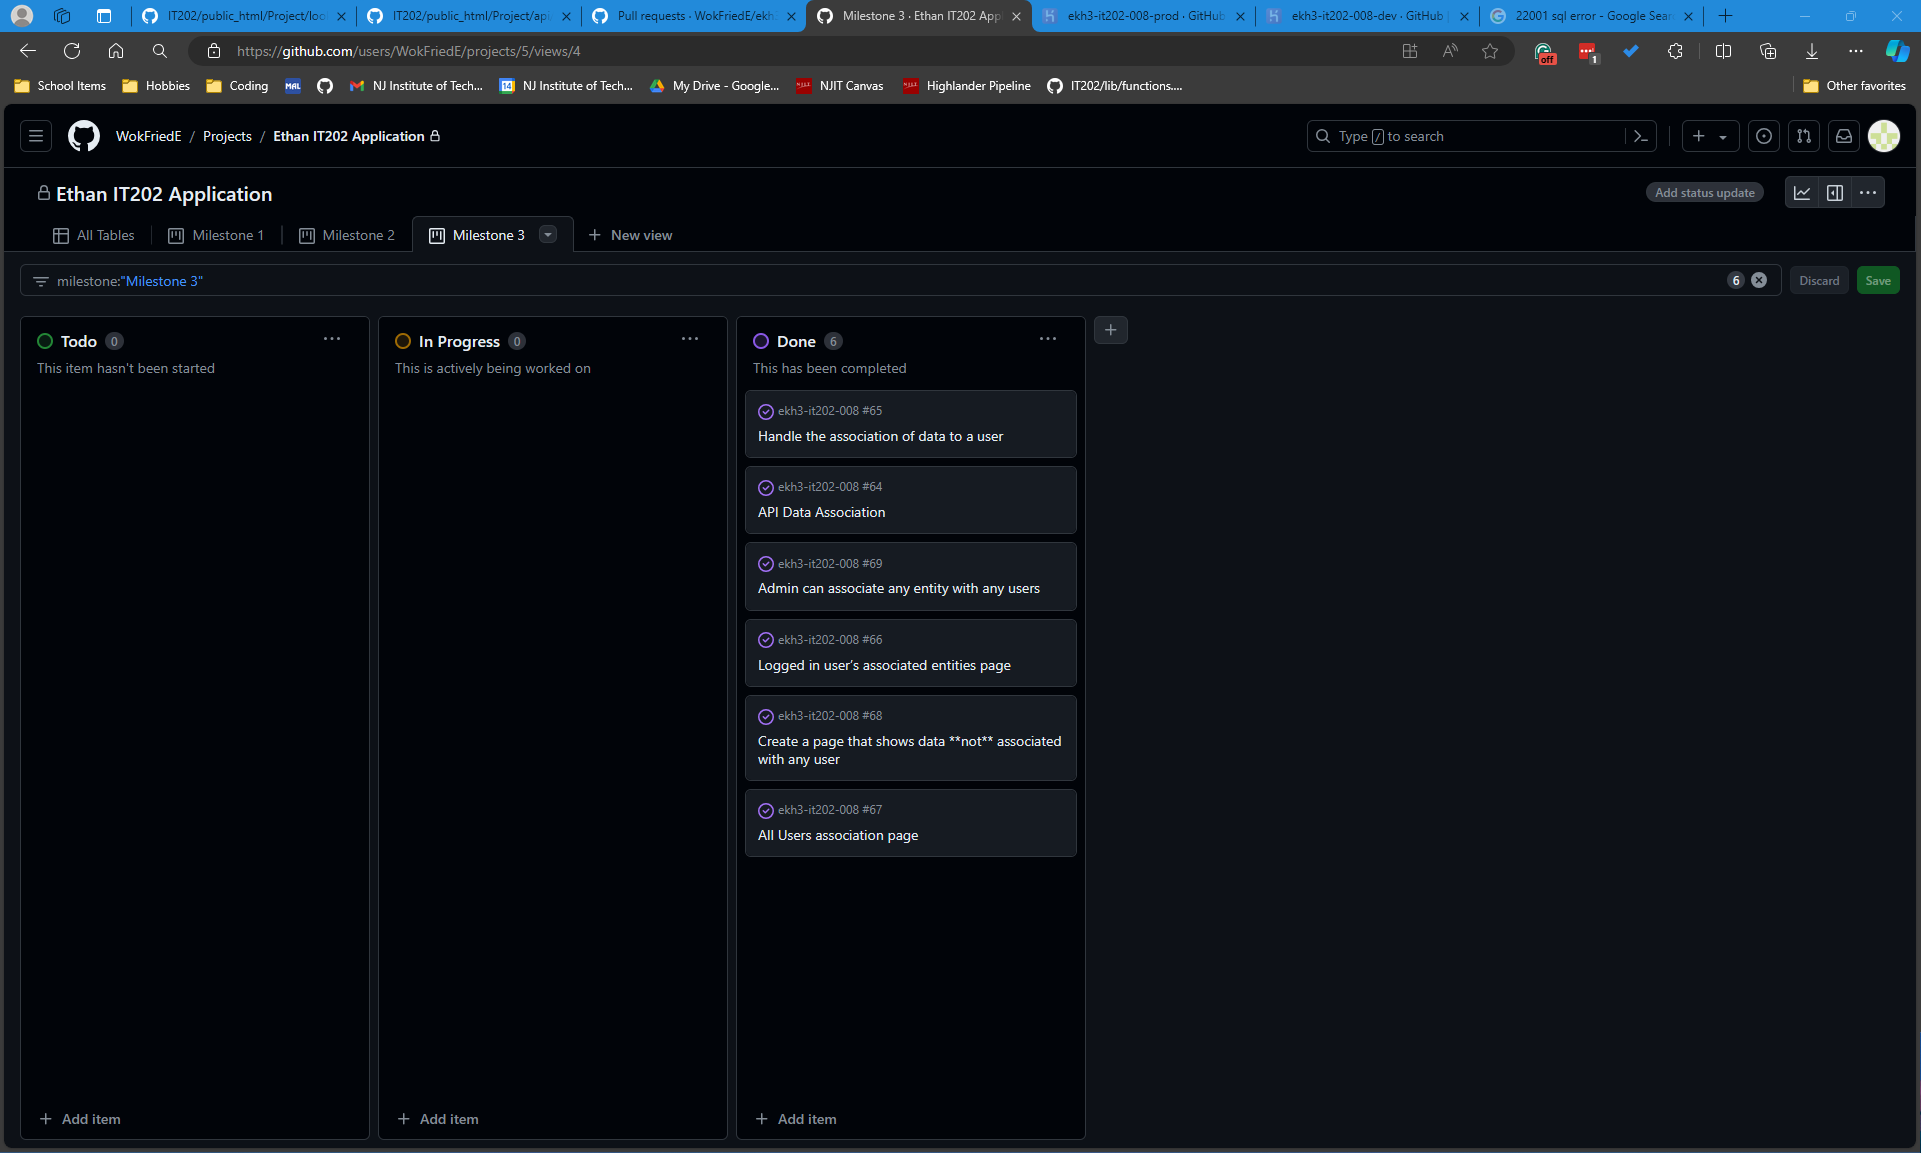 IT202/public_html/Project/loo
IT202/public_html/Project/api
Pull requests · WokFriedE/ekh3
Milestone 3 · Ethan IT202 App
ekh3-it202-008-prod · GitHub
ekh3-it202-008-dev · GitHub
22001 sql error - Google Sear
https://github.com/users/WokFriedE/projects/5/views/4
off
1
School Items
Hobbies
Coding
MAL
NJ Institute of Tech...
14
NJ Institute of Tech...
My Drive - Google...
NJIT Canvas
Highlander Pipeline
IT202/lib/functions....
Other favorites
WokFriedE / Projects / Ethan IT202 Application
Type / to search
Ethan IT202 Application
Add status update
All Tables
Milestone 1
Milestone 2
Milestone 3
New view
milestone:"Milestone 3"
6
Discard
Save
Todo 0
This item hasn't been started
In Progress 0
This is actively being worked on
Done 6
This has been completed
ekh3-it202-008 #65
Handle the association of data to a user
ekh3-it202-008 #64
API Data Association
ekh3-it202-008 #69
Admin can associate any entity with any users
ekh3-it202-008 #66
Logged in user's associated entities page
ekh3-it202-008 #68
Create a page that shows data **not** associated
with any user
ekh3-it202-008 #67
All Users association page
Add item
Add item
Add item